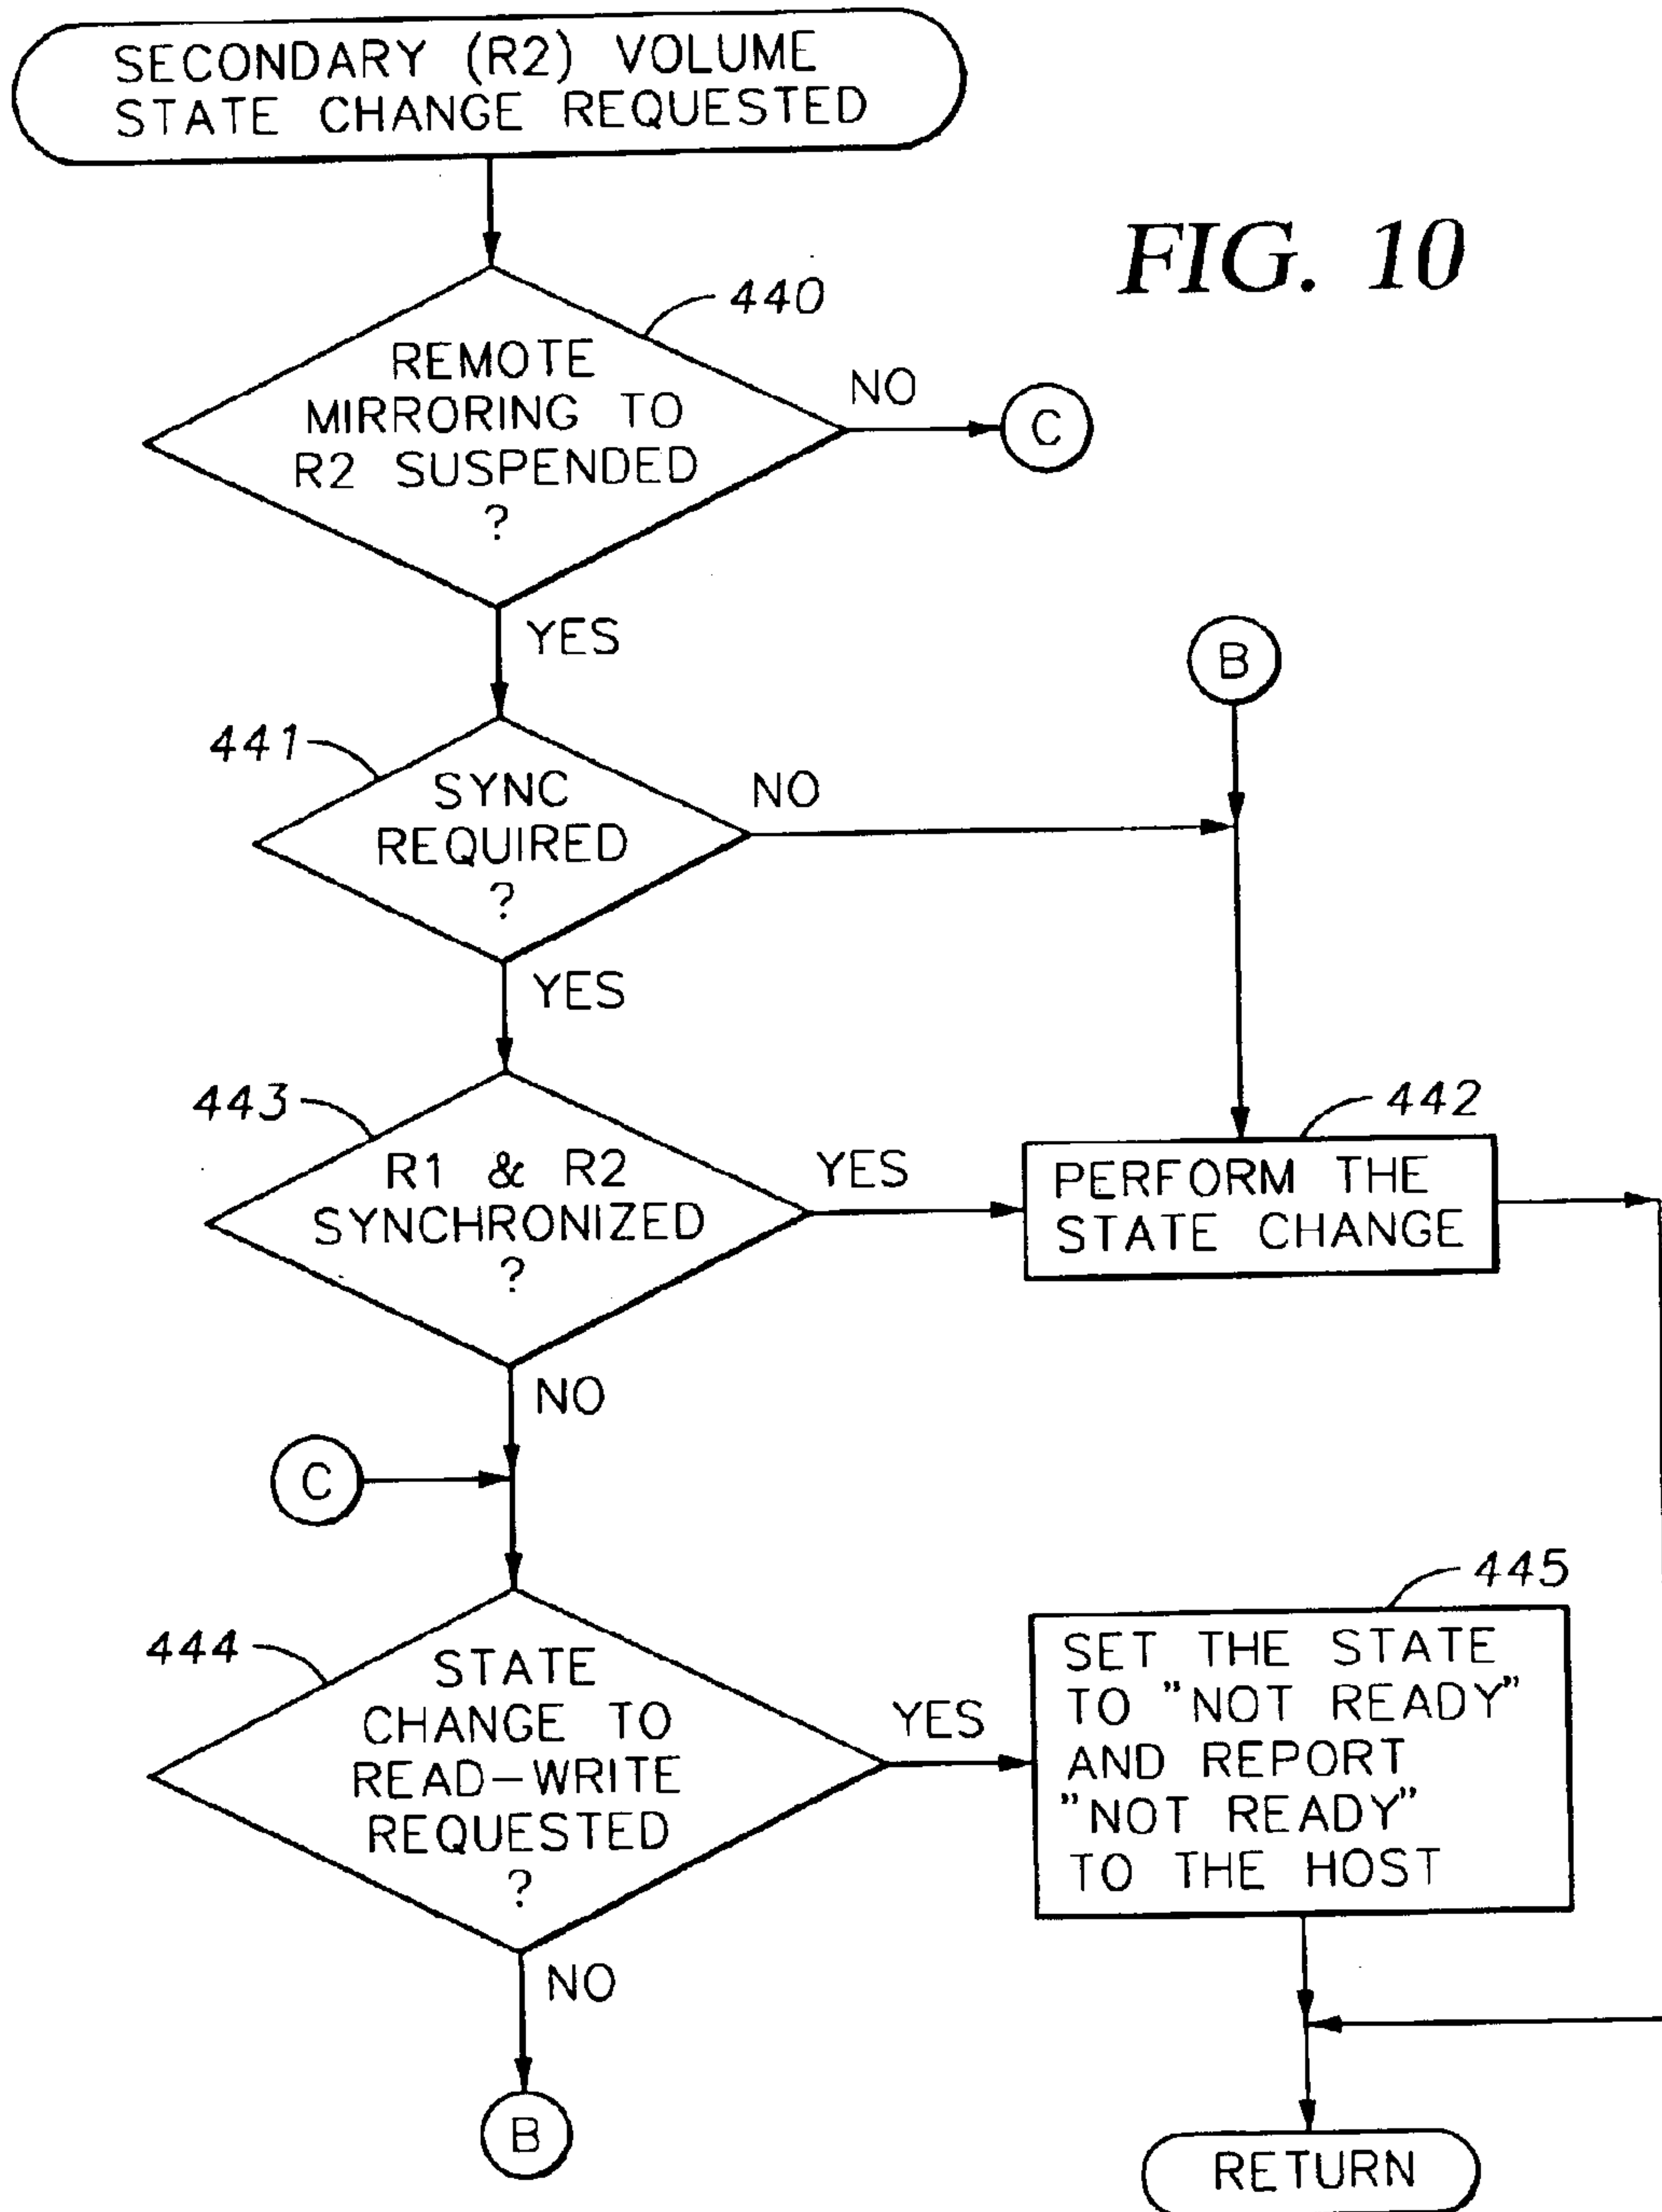 SECONDARY (R2) VOLUME
STATE CHANGE REQUESTED
FIG. 10
440
REMOTE
MIRRORING TO
R2 SUSPENDED
?
NO
C
YES
B
441
SYNC
REQUIRED
?
NO
YES
443
R1 & R2
SYNCHRONIZED
?
YES
442
PERFORM THE
STATE CHANGE
NO
C
444
STATE
CHANGE TO
READ-WRITE
REQUESTED
?
YES
445
SET THE STATE
TO "NOT READY"
AND REPORT
"NOT READY"
TO THE HOST
NO
B
RETURN